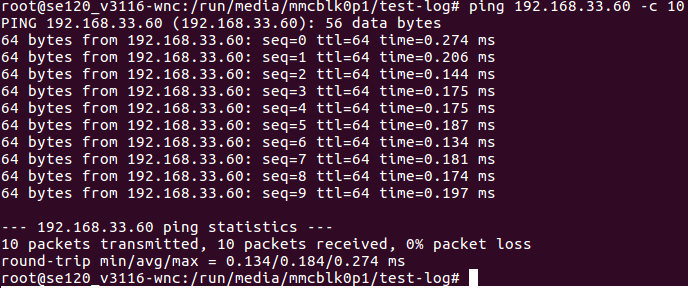 root@se120_v3116-wnc:/run/media/mmcblk0p1/test-log# ping 192.168.33.60 -c 10
PING 192.168.33.60 (192.168.33.60): 56 data bytes
64 bytes from 192.168.33.60: seq=0 ttl=64 time=0.274 ms
64 bytes from 192.168.33.60: seq=1 ttl=64 time=0.206 ms
64 bytes from 192.168.33.60: seq=2 ttl=64 time=0.144 ms
64 bytes from 192.168.33.60: seq=3 ttl=64 time=0.175 ms
64 bytes from 192.168.33.60: seq=4 ttl=64 time=0.175 ms
64 bytes from 192.168.33.60: seq=5 ttl=64 time=0.187 ms
64 bytes from 192.168.33.60: seq=6 ttl=64 time=0.134 ms
64 bytes from 192.168.33.60: seq=7 ttl=64 time=0.181 ms
64 bytes from 192.168.33.60: seq=8 ttl=64 time=0.174 ms
64 bytes from 192.168.33.60: seq=9 ttl=64 time=0.197 ms
--- 192.168.33.60 ping statistics ---
10 packets transmitted, 10 packets received, 0% packet loss
round-trip min/avg/max = 0.134/0.184/0.274 ms
root@se120_v3116-wnc:/run/media/mmcblk0p1/test-log#